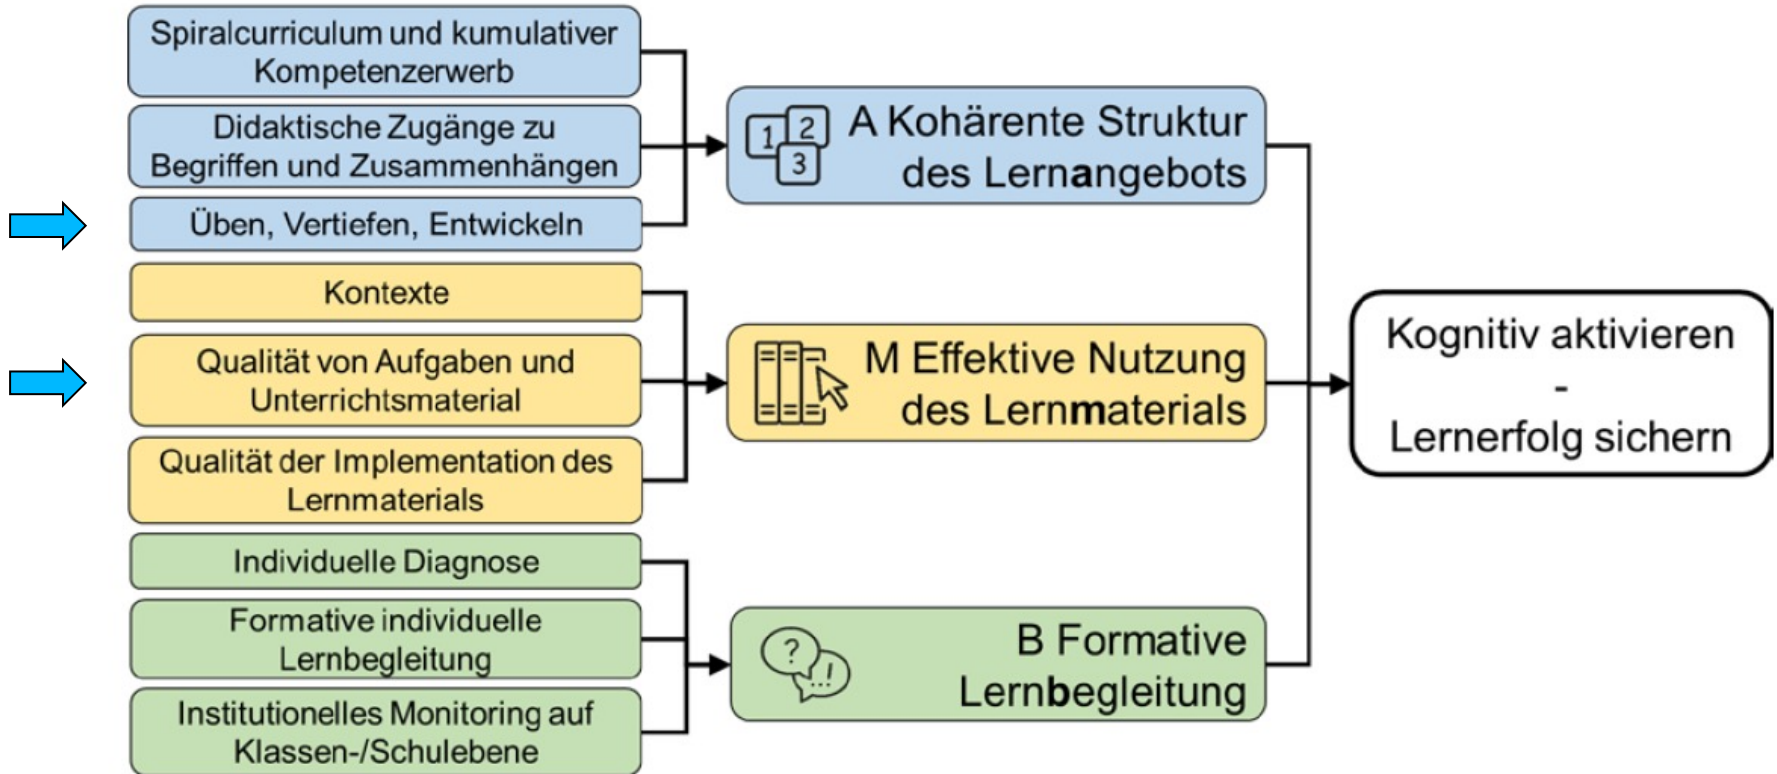 Spiralcurriculum und kumulativer
Kompetenzerwerb
Didaktische Zugänge zu
Begriffen und Zusammenhängen
Üben, Vertiefen, Entwickeln
Kontexte
Qualität von Aufgaben und
Unterrichtsmaterial
Qualität der Implementation des
Lernmaterials
Individuelle Diagnose
Formative individuelle
Lernbegleitung
Institutionelles Monitoring auf
Klassen-/Schulebene
1 2
3
A Kohärente Struktur
des Lernangebots
M Effektive Nutzung
des Lernmaterials
? ..!
B Formative
Lernbegleitung
Kognitiv aktivieren
-
Lernerfolg sichern